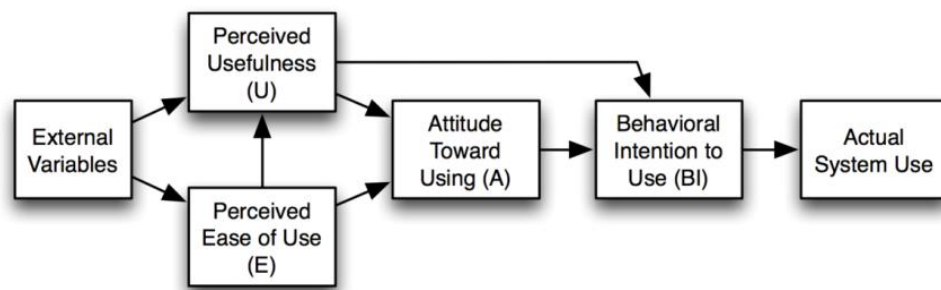 External
Variables
Perceived
Usefulness
(U)
Perceived
Ease of Use
(E)
Attitude
Toward
Using (A)
Behavioral
Intention to
Use (BI)
Actual
System Use